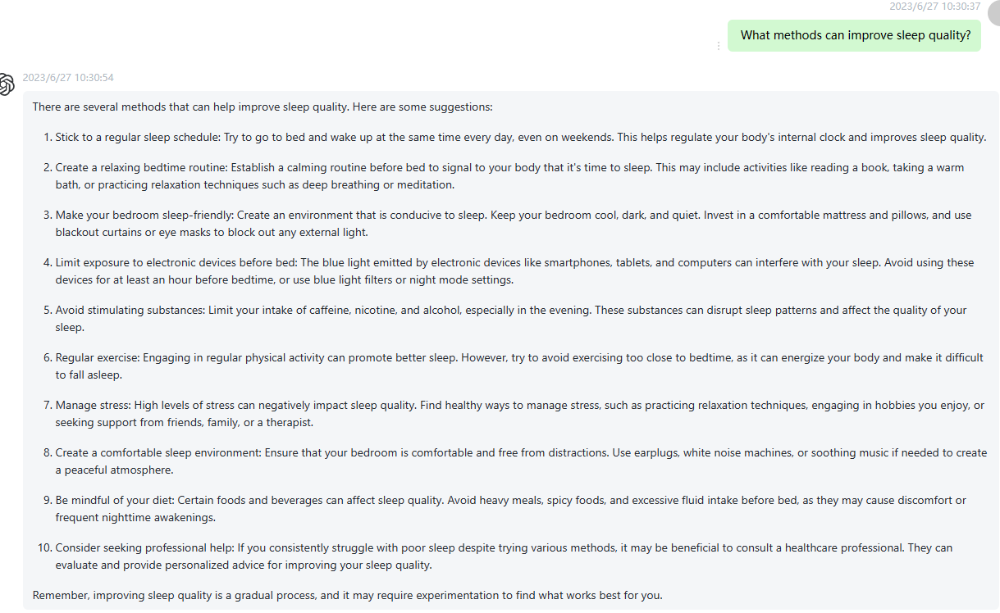 2023/6/27 10:30:37
What methods can improve sleep quality?
2023/6/27 10:30:54
There are several methods that can help improve sleep quality. Here are some suggestions:
1. Stick to a regular sleep schedule: Try to go to bed and wake up at the same time every day, even on weekends. This helps regulate your body's internal clock and improves sleep quality.
2. Create a relaxing bedtime routine: Establish a calming routine before bed to signal to your body that it's time to sleep. This may include activities like reading a book, taking a warm
bath, or practicing relaxation techniques such as deep breathing or meditation.
3. Make your bedroom sleep-friendly: Create an environment that is conducive to sleep. Keep your bedroom cool, dark, and quiet. Invest in a comfortable mattress and pillows, and use
blackout curtains or eye masks to block out any external light.
4. Limit exposure to electronic devices before bed: The blue light emitted by electronic devices like smartphones, tablets, and computers can interfere with your sleep. Avoid using these
devices for at least an hour before bedtime, or use blue light filters or night mode settings.
5. Avoid stimulating substances: Limit your intake of caffeine, nicotine, and alcohol, especially in the evening. These substances can disrupt sleep patterns and affect the quality of your
sleep.
6. Regular exercise: Engaging in regular physical activity can promote better sleep. However, try to avoid exercising too close to bedtime, as it can energize your body and make it difficult
to fall asleep.
7. Manage stress: High levels of stress can negatively impact sleep quality. Find healthy ways to manage stress, such as practicing relaxation techniques, engaging in hobbies you enjoy, or
seeking support from friends, family, or a therapist.
8. Create a comfortable sleep environment: Ensure that your bedroom is comfortable and free from distractions. Use earplugs, white noise machines, or soothing music if needed to create
a peaceful atmosphere.
9. Be mindful of your diet: Certain foods and beverages can affect sleep quality. Avoid heavy meals, spicy foods, and excessive fluid intake before bed, as they may cause discomfort or
frequent nighttime awakenings.
10. Consider seeking professional help: If you consistently struggle with poor sleep despite trying various methods, it may be beneficial to consult a healthcare professional. They can
evaluate and provide personalized advice for improving your sleep quality.
Remember, improving sleep quality is a gradual process, and it may require experimentation to find what works best for you.